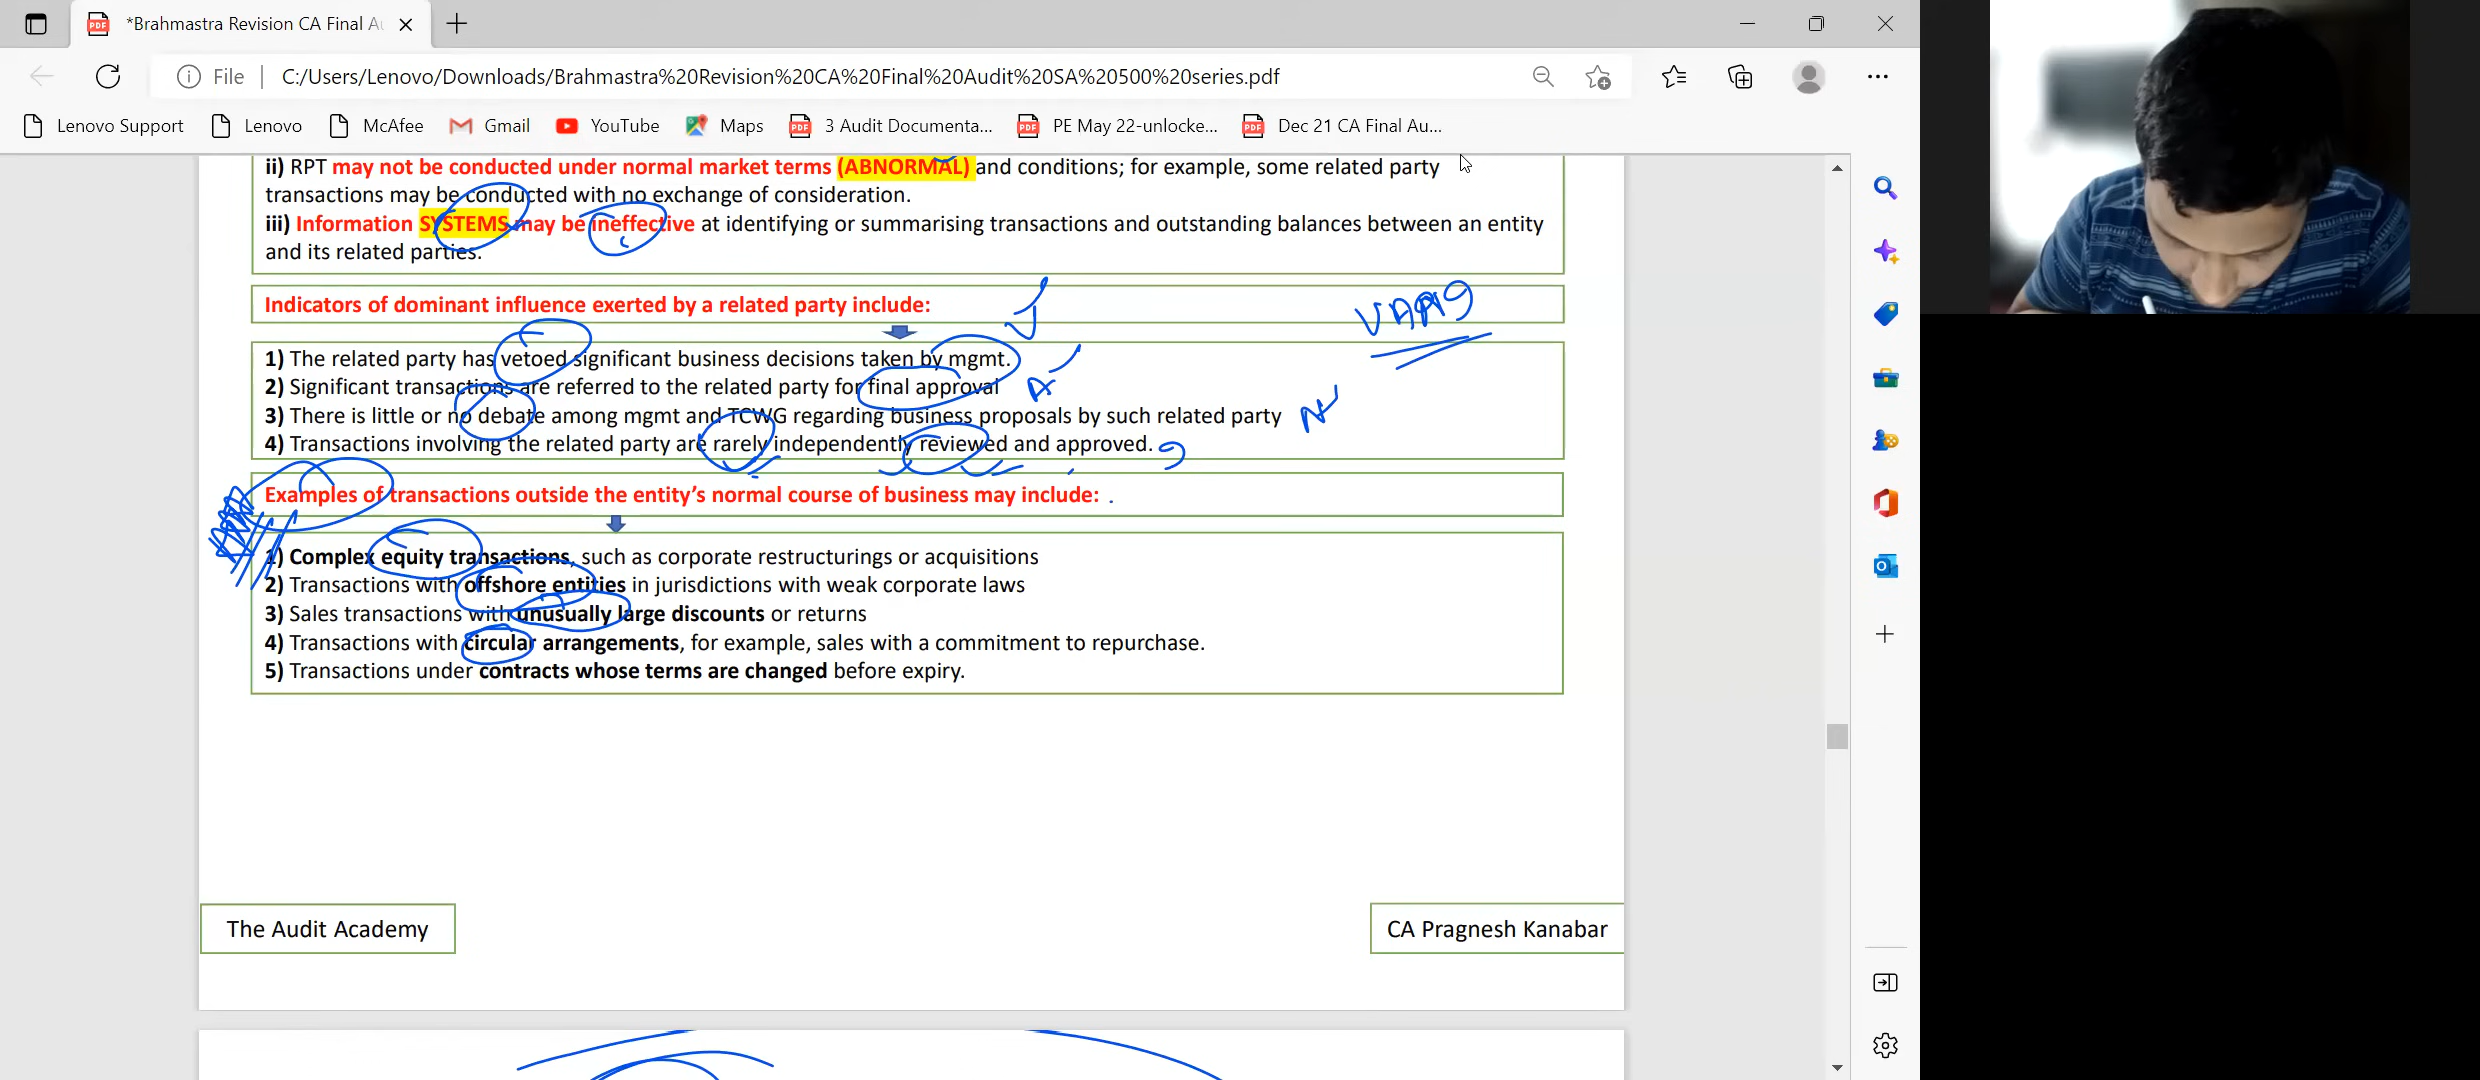 *Brahmastra Revision CA Final Au
File
C:/Users/Lenovo/Downloads/Brahmastra%20Revision%20CA%20Final%20Audit%20SA%20500%20series.pdf
Lenovo Support
Lenovo
McAfee
Gmail
YouTube
Maps
3 Audit Documenta...
PE May 22-unlocke...
Dec 21 CA Final Au...
ii) RPT may not be conducted under normal market terms (ABNORMAL) and conditions; for example, some related party
transactions may be conducted with no exchange of consideration.
iii) Information SYSTEMS may be ineffective at identifying or summarising transactions and outstanding balances between an entity
and its related parties.
Indicators of dominant influence exerted by a related party include:
1) The related party has vetoed significant business decisions taken by mgmt.
2) Significant transactions are referred to the related party for final approval
A
3) There is little or no debate among mgmt and TCWG regarding business proposals by such related party
N
4) Transactions involving the related party are rarely independently reviewed and approved.
Examples of transactions outside the entity's normal course of business may include:
1) Complex equity transactions, such as corporate restructurings or acquisitions
2) Transactions with offshore entities in jurisdictions with weak corporate laws
3) Sales transactions with unusually large discounts or returns
4) Transactions with circular arrangements, for example, sales with a commitment to repurchase.
5) Transactions under contracts whose terms are changed before expiry.
The Audit Academy
CA Pragnesh Kanabar